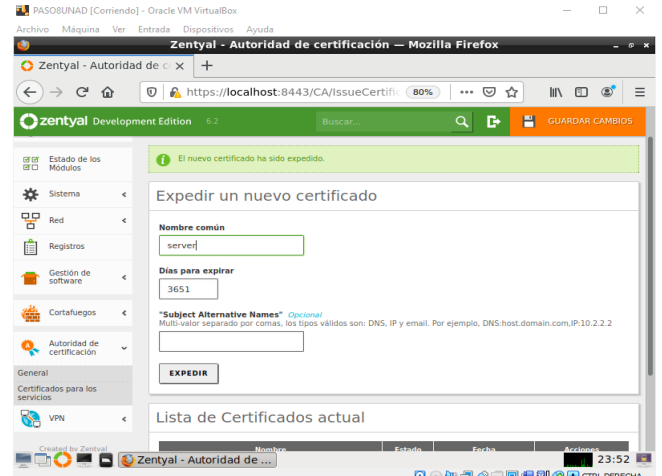 PASO8UNAD [Corriendo] - Oracle VM VirtualBox
Archivo Máquina Ver Entrada Dispositivos Ayuda
Zentyal - Autoridad de certificación — Mozilla Firefox
Zentyal - Autoridad de c
https://localhost:8443/CA/IssueCertific 80%
zentyal Development Edition 6.2 Buscar... GUARDAR CAMBIOS
Estado de los
Módulos
Sistema
Red
Registros
Gestión de
software
Cortafuegos
Autoridad de
certificación
General
Certificados para los
servicios
VPN
Created by Zentyal
El nuevo certificado ha sido expedido.
Expedir un nuevo certificado
Nombre común
server
Días para expirar
3651
"Subject Alternative Names" Opcional
Multi-valor separado por comas, los tipos válidos son: DNS, IP y email. Por ejemplo, DNS:host.domain.com,IP:10.2.2.2
EXPEDIR
Lista de Certificados actual
Nombre Estado Fecha Acciones
Zentyal - Autoridad de ... 23:52
CTRL DERECHA